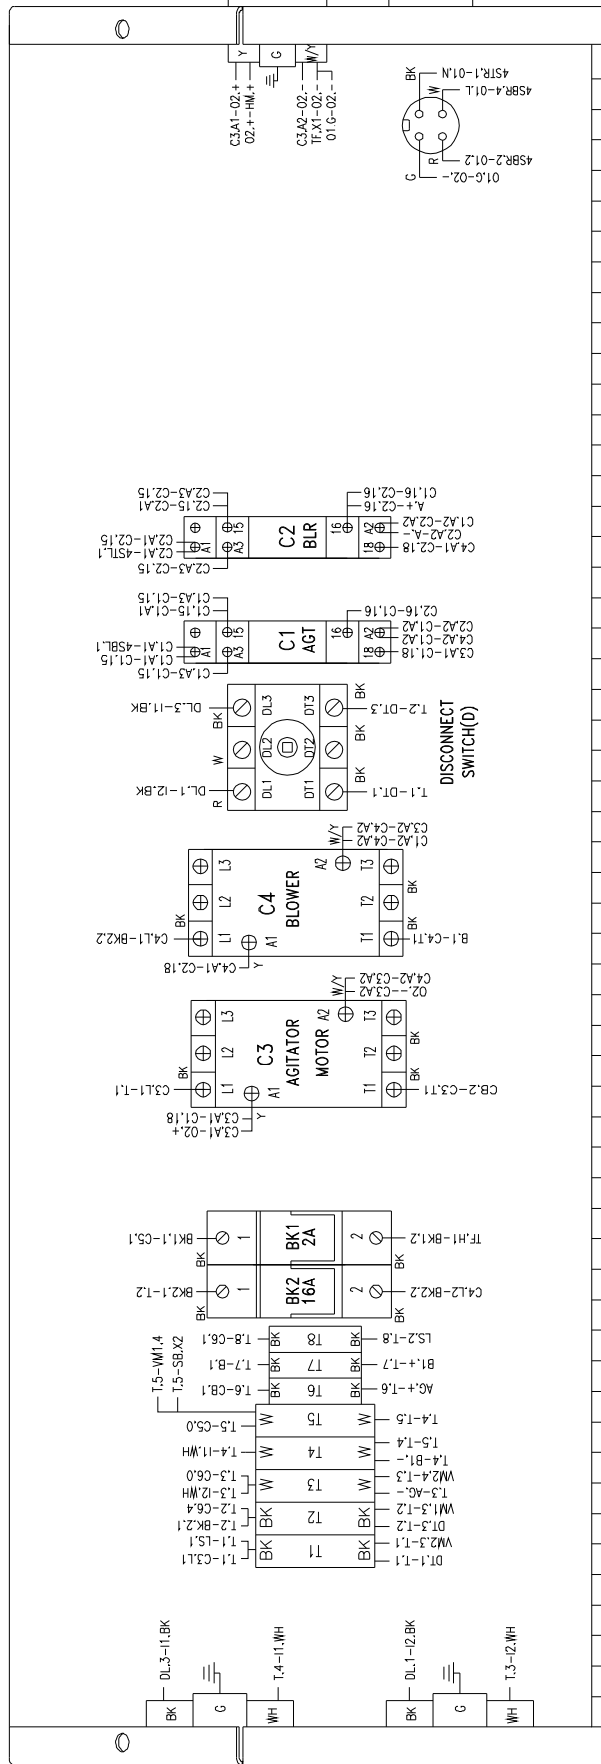 Y
G
W/Y
C3.A1-O2.+
O2.+-HM.+
C3.A2-O2.-
TF.X1-O2.-
O1.G-O2.-
BK
4STR.1-O1.N
W
4SBR.4-O1.L
R
4SBR.2-O1.2
G
O1.G-O2.-
C2.A3-C2.15
C2.15-C2.A1
C1.16-C2.16
A.+-C2.16
C2.A1-C2.15
4STL.1-C2.A1
A1
15
A3
C2
BLR
16
A2
18
C1.A2-C2.A2
C2.A2-A.-
C4.A1-C2.18
C2.A3-C2.15
C1.A3-C1.15
C1.15-C1.A1
C2.16-C1.16
C1.A1-4SBL.1
C1.A1-C1.15
A1
15
A3
C1
AGT
16
A2
18
C2.A2-C1.A2
C4.A2-C1.A2
C3.A1-C1.18
C1.A3-C1.15
DL.3-I1.BK
BK
DL3
DT3
BK
T.2-DT.3
W
DL2
DT2
BK
DL.1-I2.BK
R
DL1
DT1
BK
T.1-DT.1
DISCONNECT
SWITCH(D)
C3.A2-C4.A2
C1.A2-C4.A2
W/Y
L3
A2
T3
L2
C4
BLOWER
T2
BK
BK
BK
C4.L1-BK2.2
L1
A1
T1
B.1-C4.T1
C4.A1-C2.18
Y
C4.A2-C3.A2
O2.--C3.A2
W/Y
L3
A2
T3
L2
C3
AGITATOR
MOTOR
T2
BK
BK
BK
C3.L1-T.1
L1
A1
T1
CB.2-C3.T1
C3.A1-C1.18
C3.A1-O2.+
Y
BK1.1-C5.1
BK
1
BK1
2A
2
BK
TF.H1-BK1.2
BK2.1-T.2
BK
1
BK2
16A
2
BK
C4.L2-BK2.2
T.8-C6.1
BK
T8
BK
LS.2-T.8
T.7-B.1
BK
T7
BK
B1.+-T.7
T.6-CB.1
BK
T6
BK
AG.+-T.6
T.5-VM1.4
T.5-SB.X2
T.5-C5.0
W
T5
W
T.4-T.5
T.4-I1.WH
W
T4
W
T.5-T.4
T.4-B1.-
T.3-C6.0
T.3-I2.WH
W
T3
W
VM2.4-T.3
T.3-AG.-
T.2-C6.4
T.2-BK.2.1
BK
T2
BK
VM1.3-T.2
DT.3-T.2
T.1-LS.1
T.1-C3.L1
BK
T1
BK
VM2.3-T.1
DT.1-T.1
DL.3-I1.BK
T.4-I1.WH
BK
G
WH
DL.1-I2.BK
T.3-I2.WH
BK
G
WH